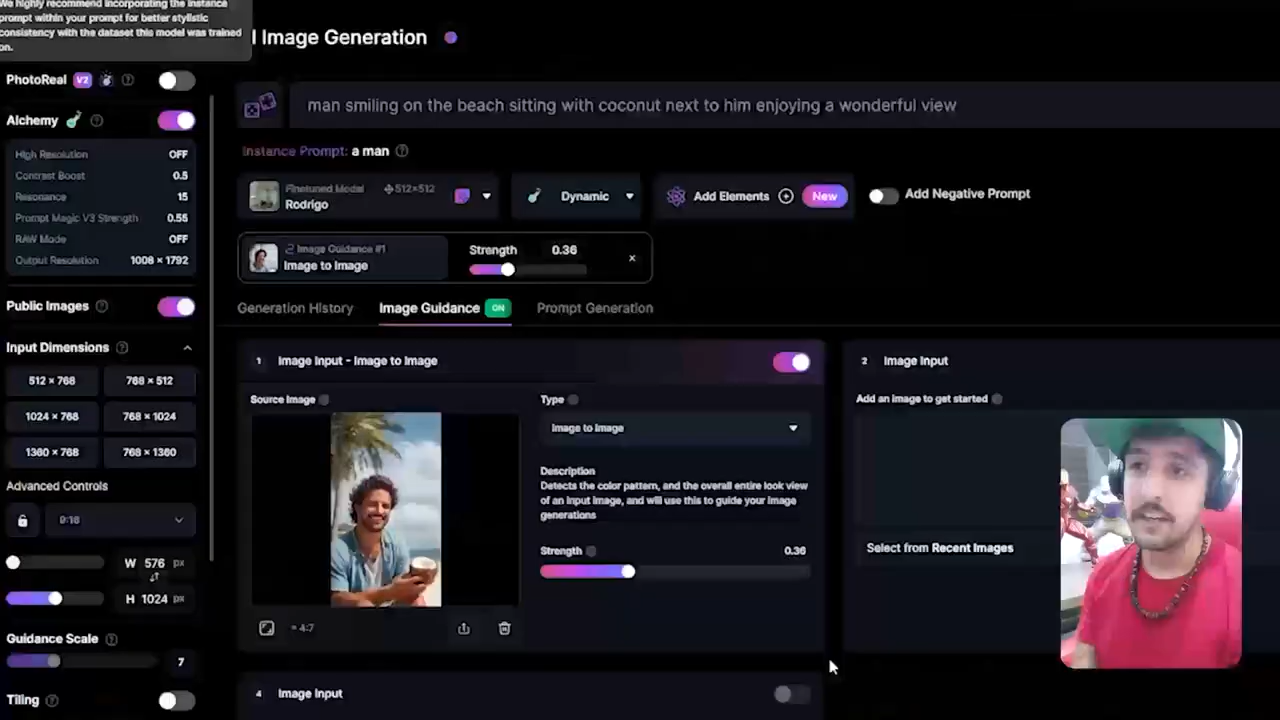 We highly recommend incorporating the instance
prompt within your prompt for better stylistic
consistency with the dataset this model was trained
on.
Image Generation
PhotoReal V2
man smiling on the beach sitting with coconut next to him enjoying a wonderful view
Alchemy
Instance Prompt: a man
High Resolution OFF
Contrast Boost 0.5
Resonance 15
Prompt Magic V3 Strength 0.55
RAW Mode OFF
Output Resolution 1008 × 1792
Finetuned Model 512×512
Rodrigo
Dynamic
Add Elements New
Add Negative Prompt
Image Guidance #1
Image to Image
Strength 0.36
Public Images
Generation History
Image Guidance ON
Prompt Generation
Input Dimensions
512 × 768
768 × 512
1024 × 768
768 × 1024
1360 × 768
768 × 1360
Advanced Controls
9:16
W 576 px
H 1024 px
Guidance Scale
7
Tiling
1 Image Input - Image to Image
Source Image
≈ 4:7
Type
Image to Image
Description
Detects the color pattern, and the overall entire look view
of an input image, and will use this to guide your image
generations
Strength 0.36
2 Image Input
Add an image to get started
Select from Recent Images
4 Image Input